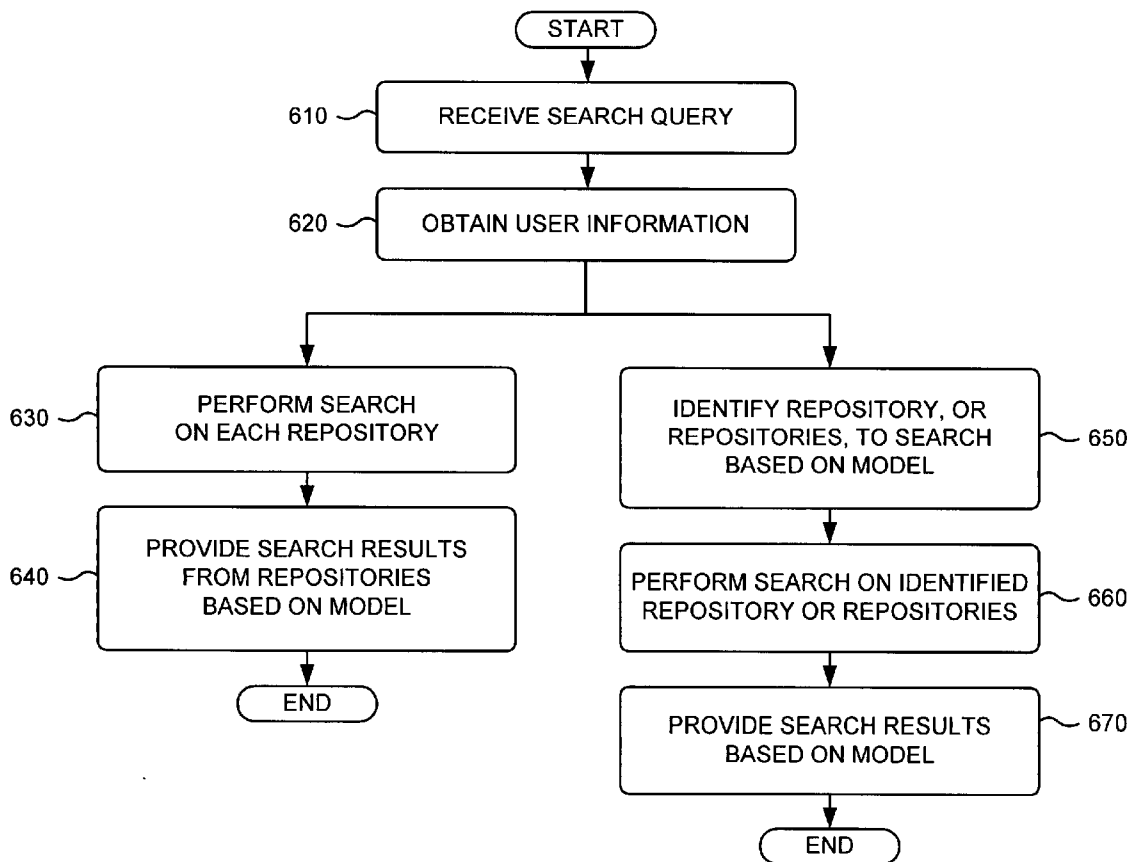 START
610
RECEIVE SEARCH QUERY
620
OBTAIN USER INFORMATION
630
PERFORM SEARCH
ON EACH REPOSITORY
640
PROVIDE SEARCH RESULTS
FROM REPOSITORIES
BASED ON MODEL
END
IDENTIFY REPOSITORY, OR
REPOSITORIES, TO SEARCH
BASED ON MODEL
650
PERFORM SEARCH ON IDENTIFIED
REPOSITORY OR REPOSITORIES
660
PROVIDE SEARCH RESULTS
BASED ON MODEL
670
END